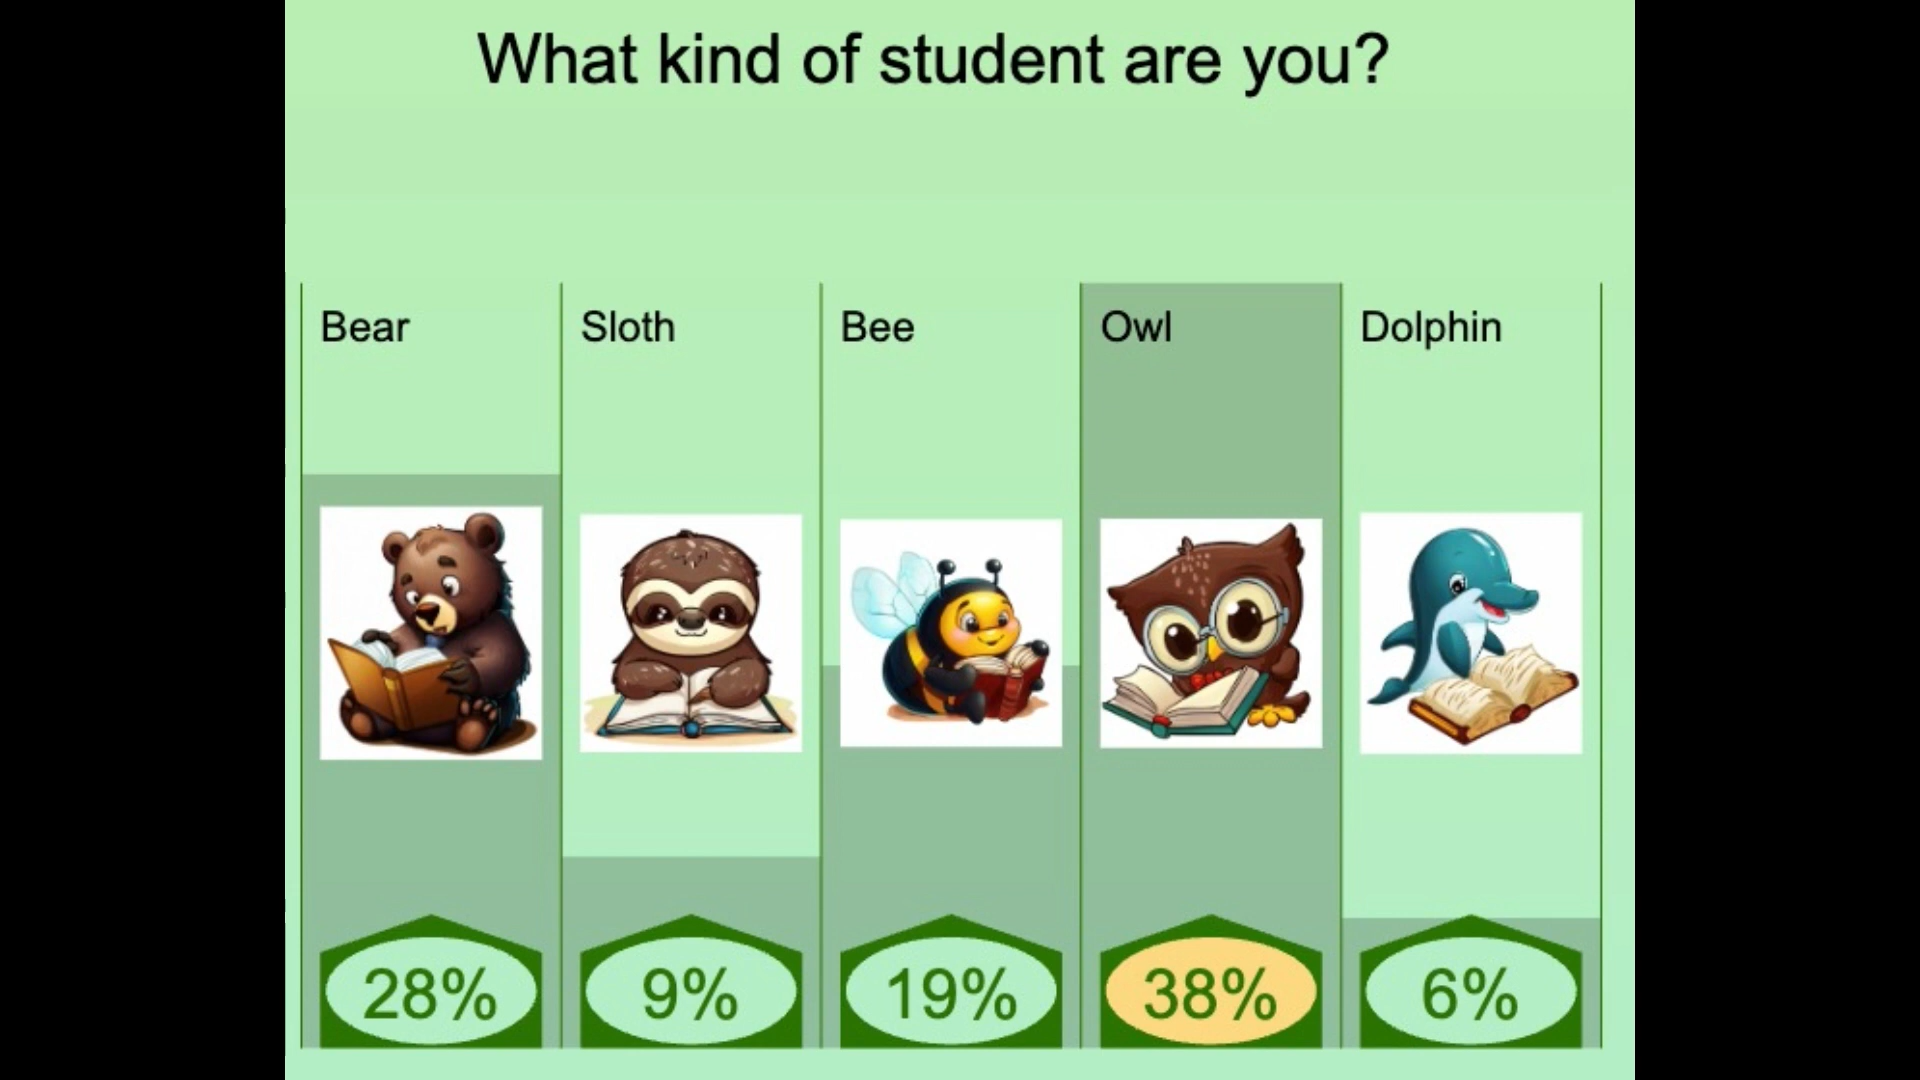 What kind of student are you?
Bear
Sloth
Bee
Owl
Dolphin
28%
9%
19%
38%
6%